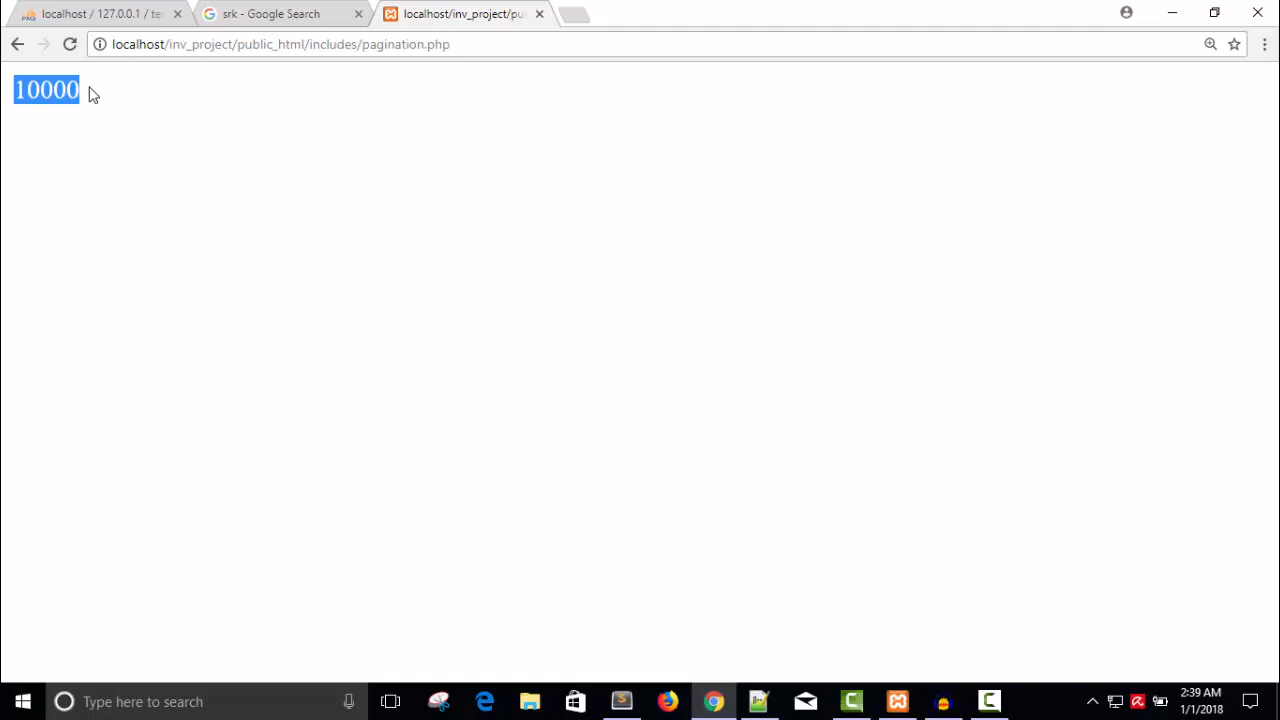 localhost / 127.0.0.1 / te
srk - Google Search
localhost/inv_project/pu
localhost/inv_project/public_html/includes/pagination.php
10000
Type here to search
2:39 AM
1/1/2018